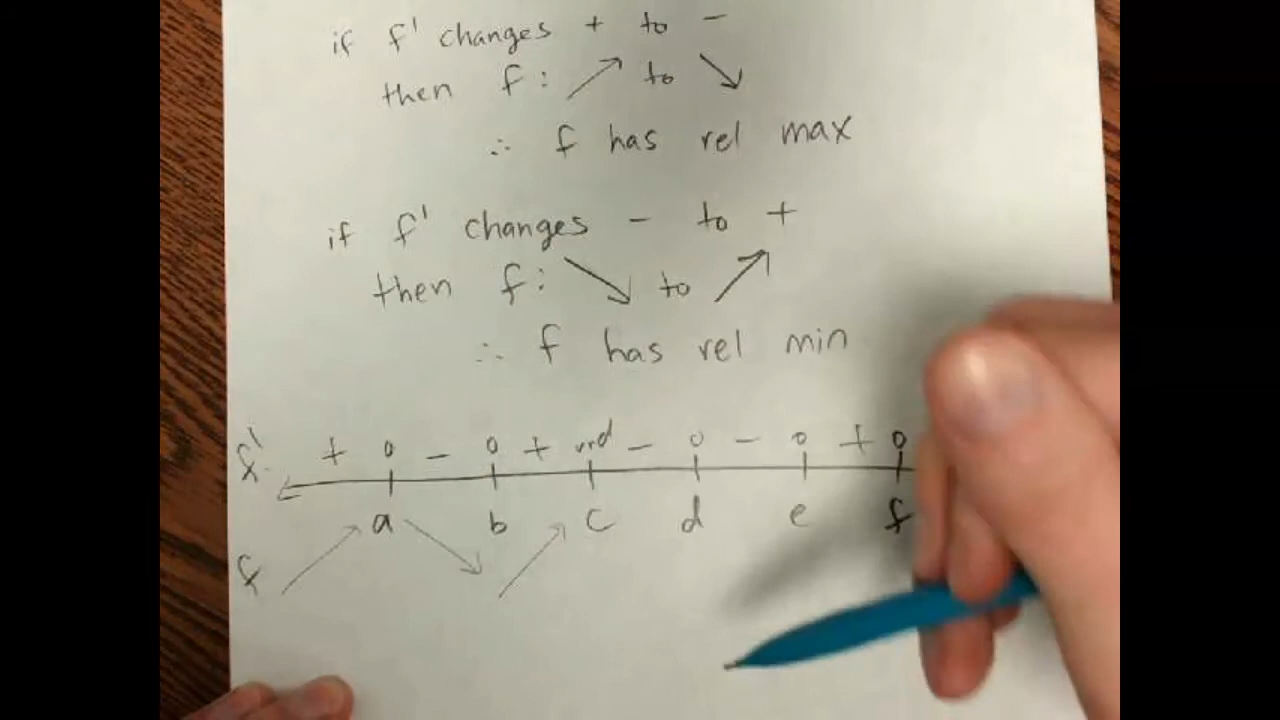 if f' changes + to -
then f: ↗ to ↘
∴ f has rel max
if f' changes - to +
then f: ↘ to ↗
∴ f has rel min
f' + 0 - 0 + und - 0 - 0 + 0
a b c d e f
f ↗ ↘ ↗